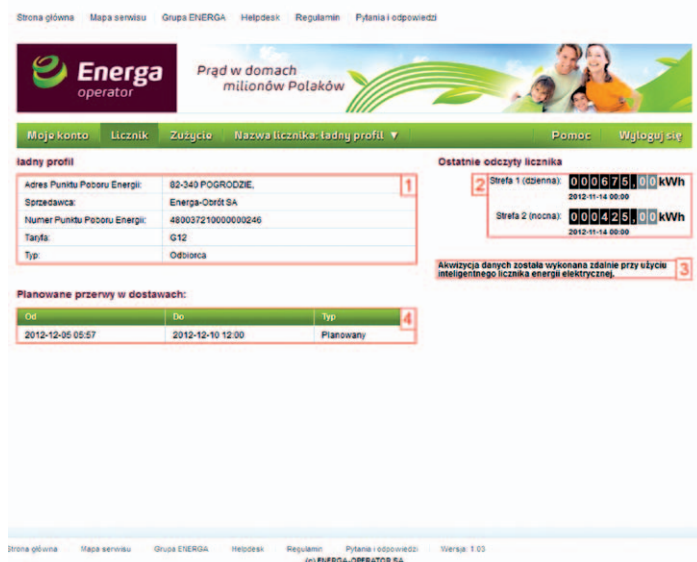 Strona główna Mapa serwisu Grupa ENERGA Helpdesk Regulamin Pytania i odpowiedzi
Energa
operator
Prąd w domach
milionów Polaków
Moje konto Licznik Zużycie Nazwa licznika: ładny profil ▼ Pomoc Wyloguj się
ładny profil
Adres Punktu Poboru Energii: 82-340 POGRODZIE,
Sprzedawca: Energa-Obrót SA
Numer Punktu Poboru Energii: 480037210000000246
Taryfa: G12
Typ: Odbiorca
1
Ostatnie odczyty licznika
2
Strefa 1 (dzienna): 000675,00 kWh
2012-11-14 00:00
Strefa 2 (nocna): 000425,00 kWh
2012-11-14 00:00
Akwizycja danych została wykonana zdalnie przy użyciu
inteligentnego licznika energii elektrycznej.
3
Planowane przerwy w dostawach:
Od Do Typ
4
2012-12-05 05:57 2012-12-10 12:00 Planowany
Strona główna Mapa serwisu Grupa ENERGA Helpdesk Regulamin Pytania i odpowiedzi Wersja: 1.03
(c) ENERGA-OPERATOR SA